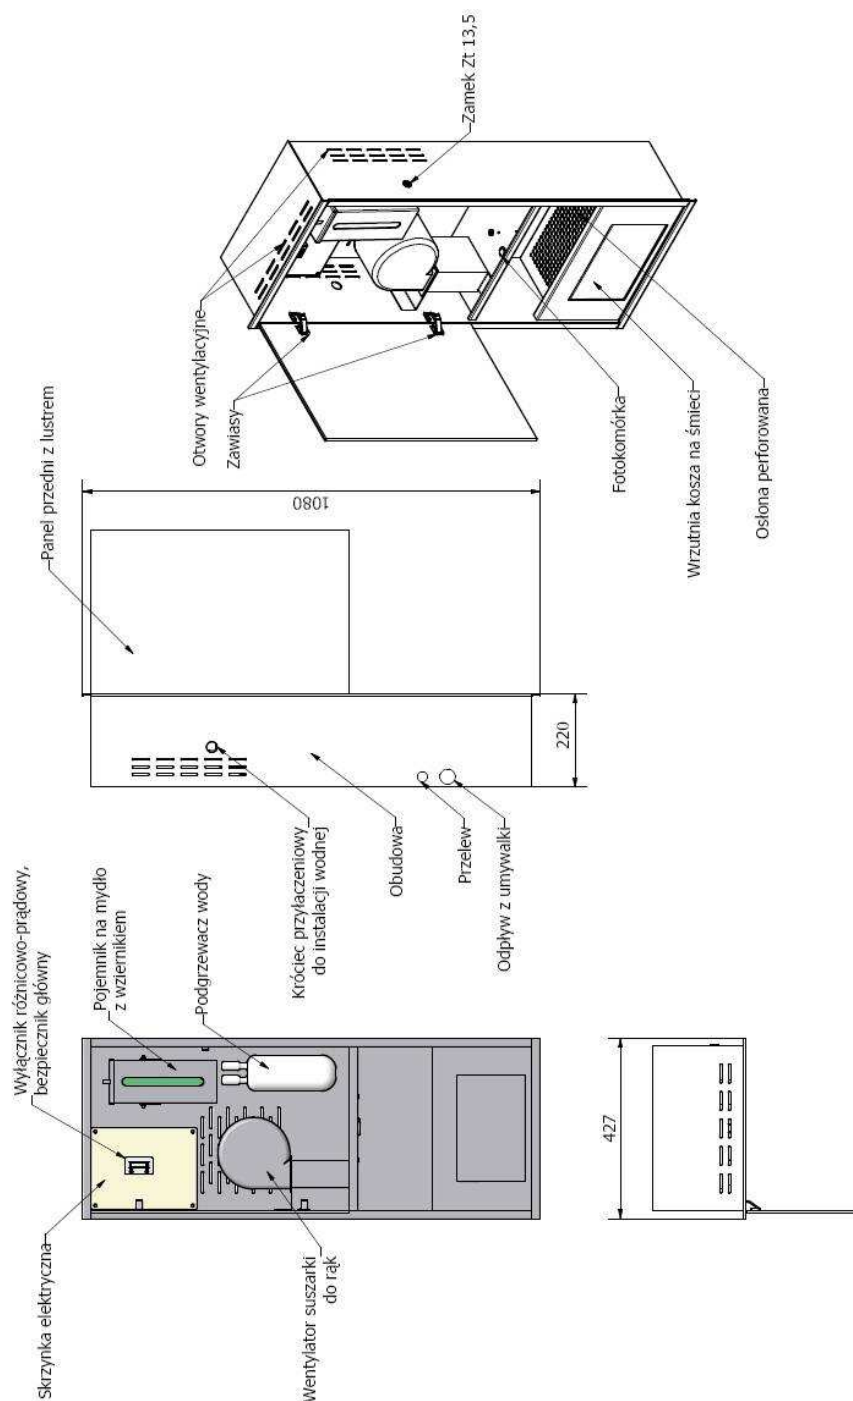 Skrzynka elektryczna
Wyłącznik różnicowo-prądowy,
bezpiecznik główny
Pojemnik na mydło
z wziernikiem
Podgrzewacz wody
Wentylator suszarki
do rąk
427
Panel przedni z lustrem
1080
220
Króciec przyłaczeniowy
do instalacji wodnej
Obudowa
Przelew
Odpływ z umywalki
Otwory wentylacyjne
Zawiasy
Zamek Zt 13,5
Fotokomórka
Wrzutnia kosza na śmieci
Osłona perforowana